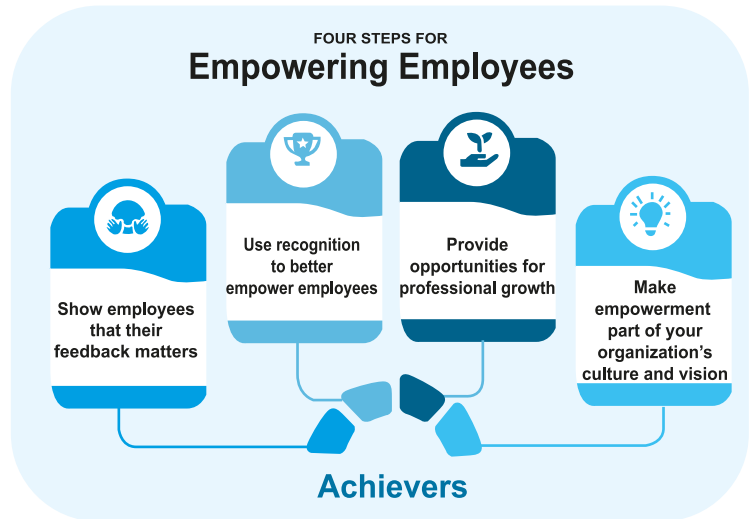 FOUR STEPS FOR
Empowering Employees
Show employees
that their
feedback matters
Use recognition
to better
empower employees
Provide
opportunities for
professional growth
Make
empowerment
part of your
organization's
culture and vision
Achievers